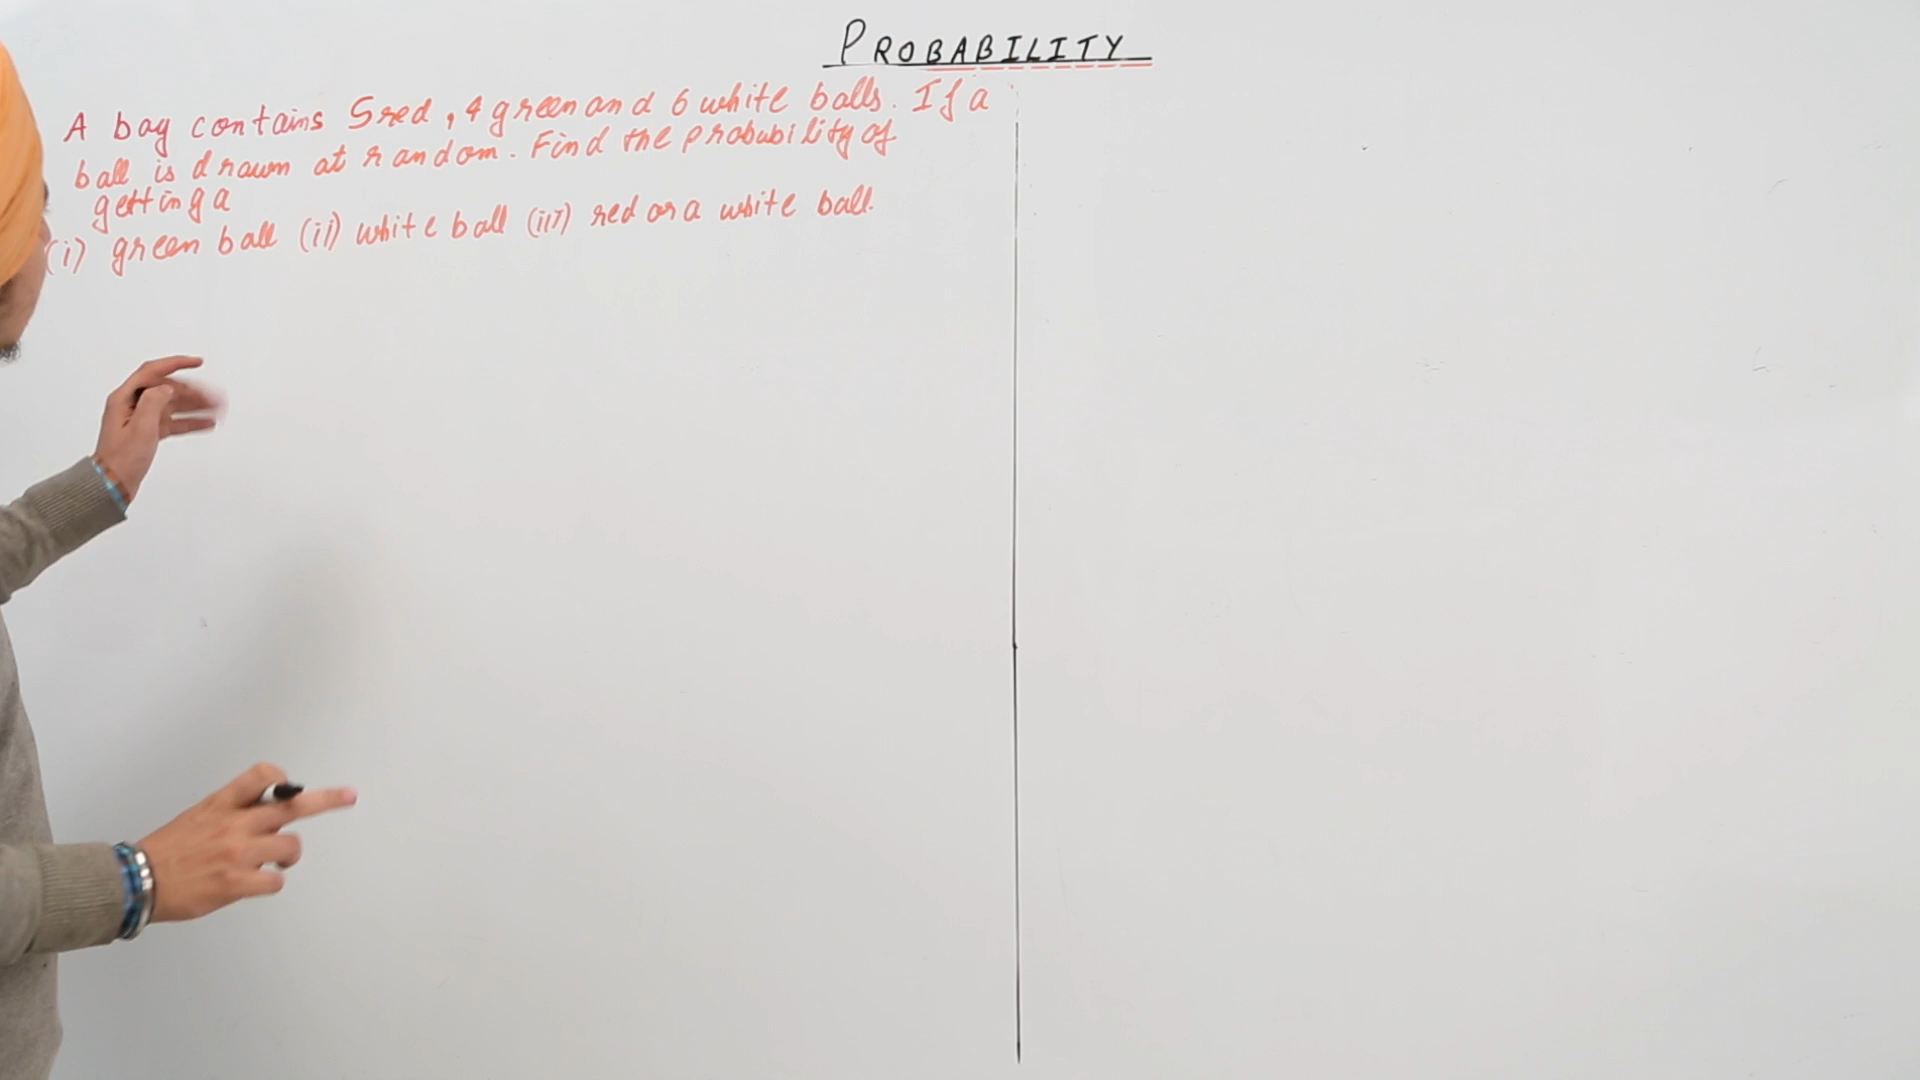 PROBABILITY
A bag contains 5 red, 4 green and 6 white balls. If a
ball is drawn at random. Find the probability of
getting a
(i) green ball (ii) white ball (iii) red or a white ball.